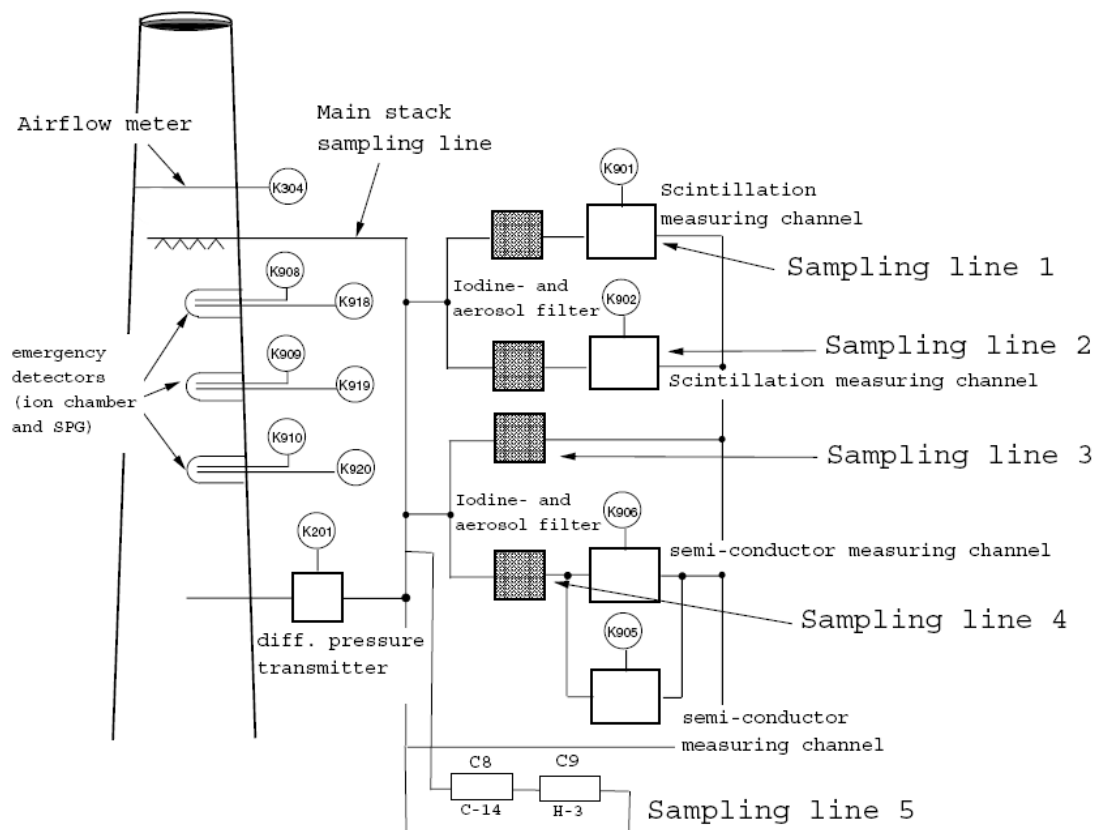 Airflow meter
Main stack
sampling line
K304
K901
Scintillation
measuring channel
Sampling line 1
K908
K918
Iodine- and
aerosol filter
K902
Sampling line 2
Scintillation measuring channel
emergency
detectors
(ion chamber
and SPG)
K909
K919
K910
K920
Sampling line 3
Iodine- and
aerosol filter
K906
semi-conductor measuring channel
K201
Sampling line 4
diff. pressure
transmitter
K905
semi-conductor
measuring channel
C8
C9
C-14
H-3
Sampling line 5